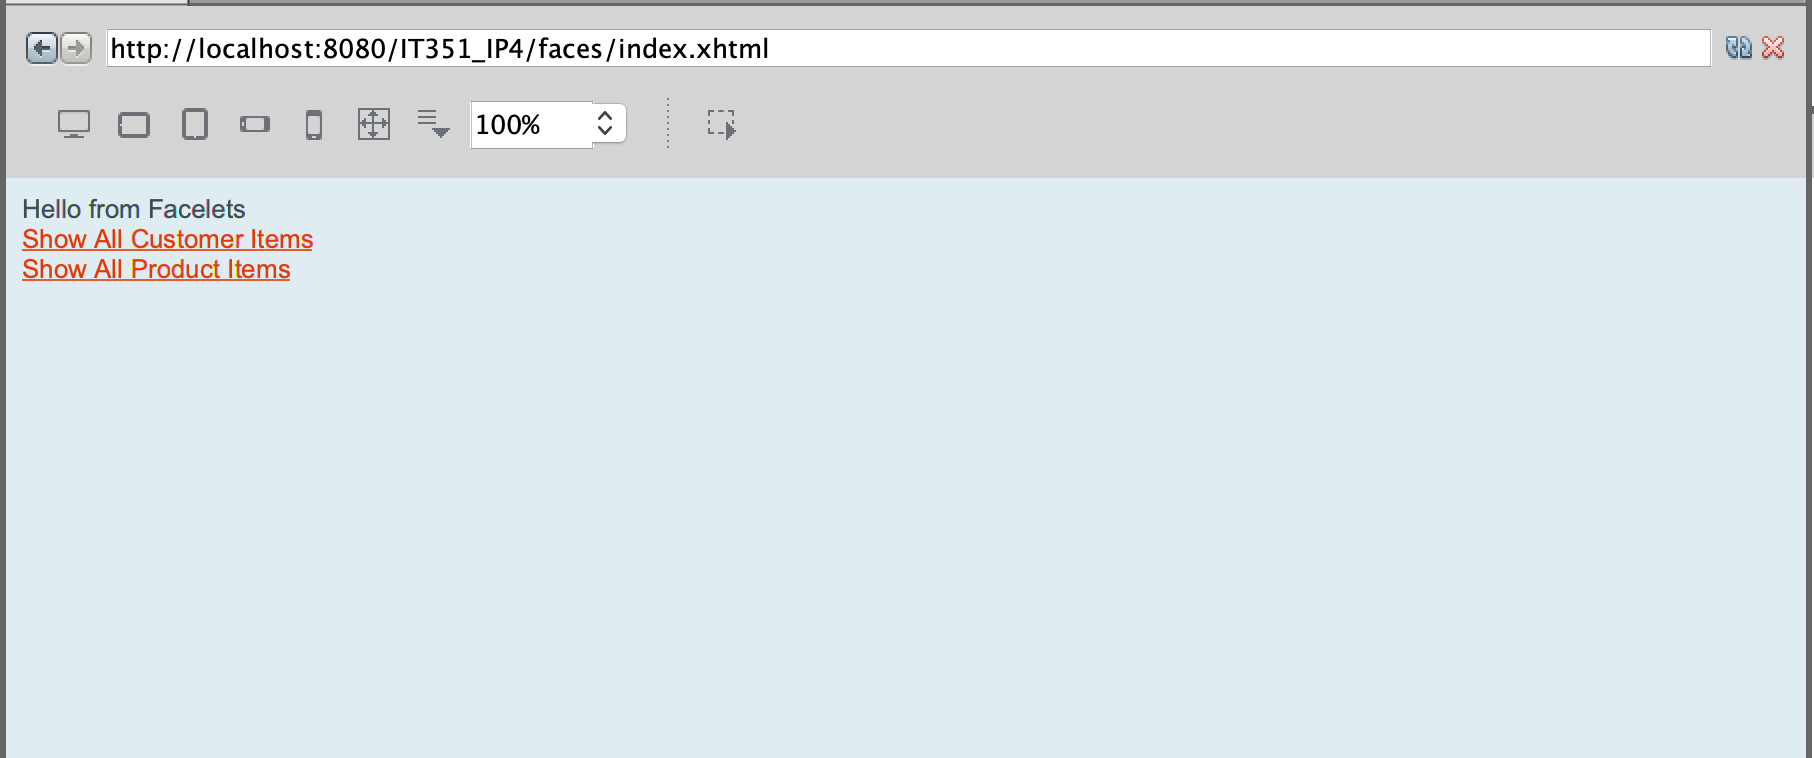 http://localhost:8080/IT351_IP4/faces/index.xhtml
100%
Hello from Facelets
Show All Customer Items
Show All Product Items